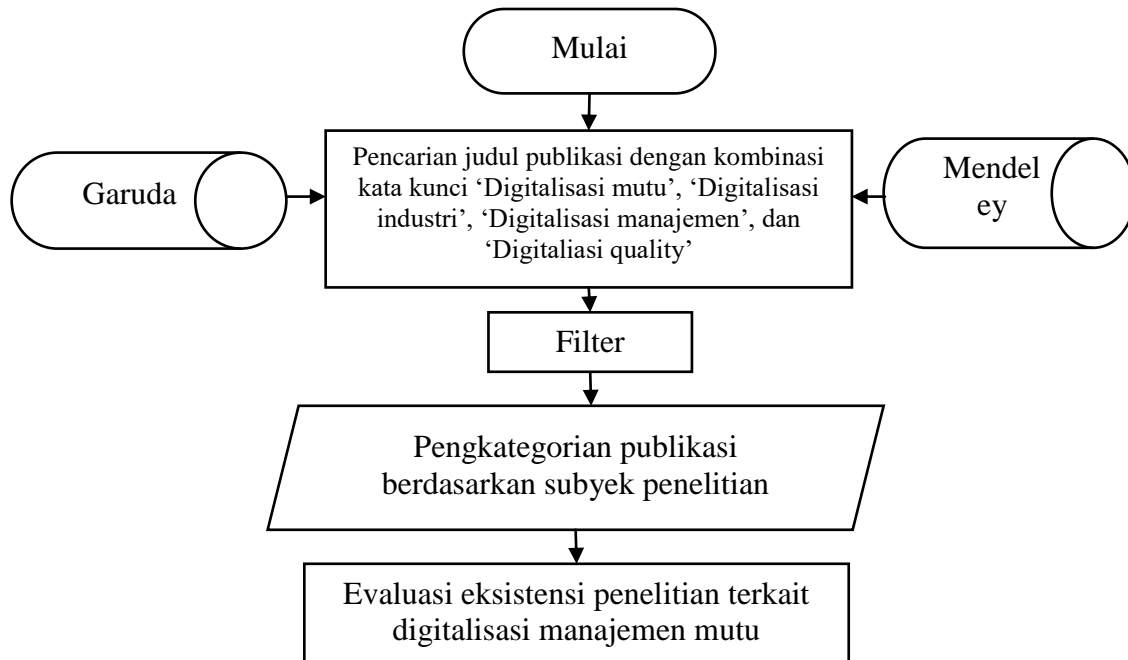 Mulai
Garuda
Pencarian judul publikasi dengan kombinasi
kata kunci ‘Digitalisasi mutu’, ‘Digitalisasi
industri’, ‘Digitalisasi manajemen’, dan
‘Digitaliasi quality’
Mendel
ey
Filter
Pengkategorian publikasi
berdasarkan subyek penelitian
Evaluasi eksistensi penelitian terkait
digitalisasi manajemen mutu